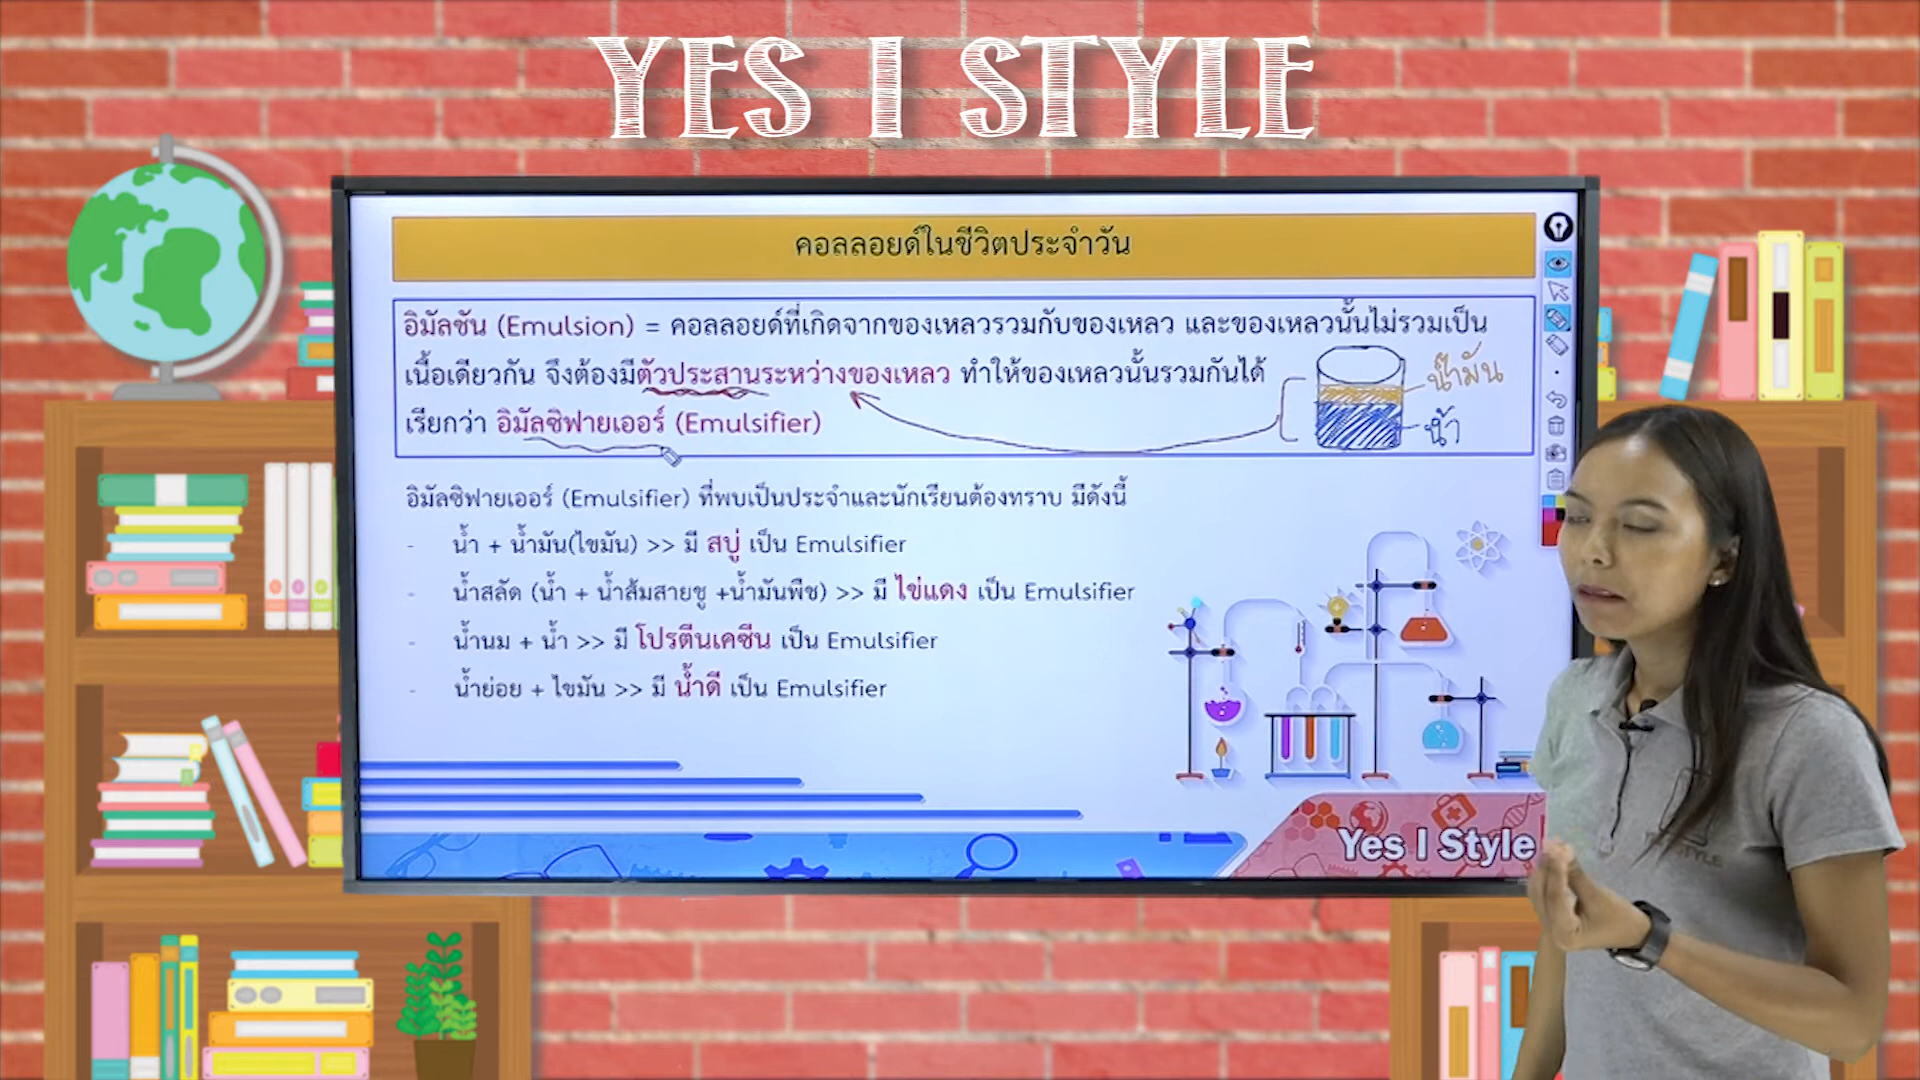 YES I STYLE
คอลลอยด์ในชีวิตประจำวัน
อิมัลชัน (Emulsion) = คอลลอยด์ที่เกิดจากของเหลวรวมกับของเหลว และของเหลวนั้นไม่รวมเป็น
เนื้อเดียวกัน จึงต้องมีตัวประสานระหว่างของเหลว ทำให้ของเหลวนั้นรวมกันได้
น้ำมัน
เรียกว่า อิมัลซิฟายเออร์ (Emulsifier)
น้ำ
อิมัลซิฟายเออร์ (Emulsifier) ที่พบเป็นประจำและนักเรียนต้องทราบ มีดังนี้
- น้ำ + น้ำมัน(ไขมัน) >> มี สบู่ เป็น Emulsifier
- น้ำสลัด (น้ำ + น้ำส้มสายชู +น้ำมันพืช) >> มี ไข่แดง เป็น Emulsifier
- น้ำนม + น้ำ >> มี โปรตีนเคซีน เป็น Emulsifier
- น้ำย่อย + ไขมัน >> มี น้ำดี เป็น Emulsifier
Yes I Style